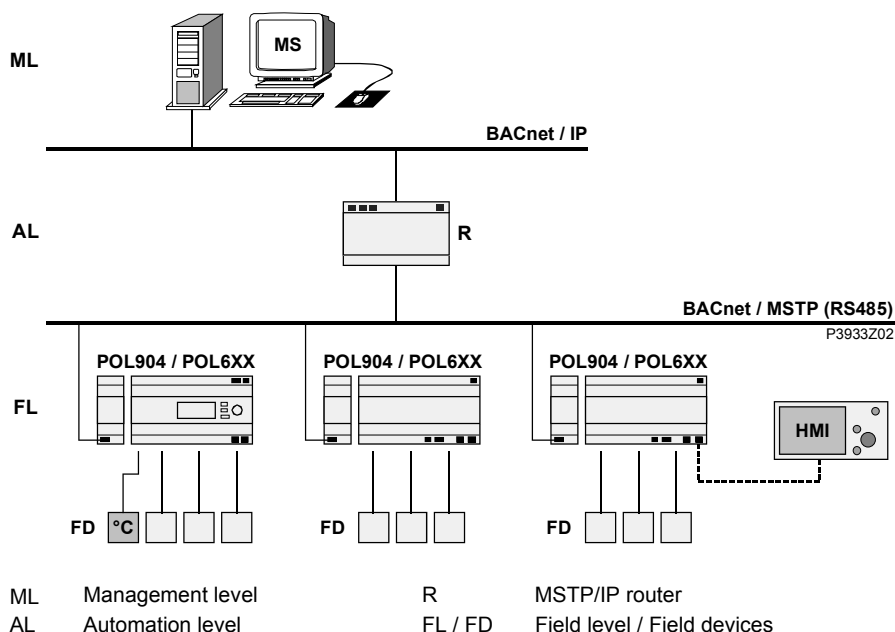 ML
MS
BACnet / IP
AL
R
BACnet / MSTP (RS485)
P3933Z02
POL904 / POL6XX POL904 / POL6XX POL904 / POL6XX
FL
HMI
FD °C FD FD
ML Management level R MSTP/IP router
AL Automation level FL / FD Field level / Field devices